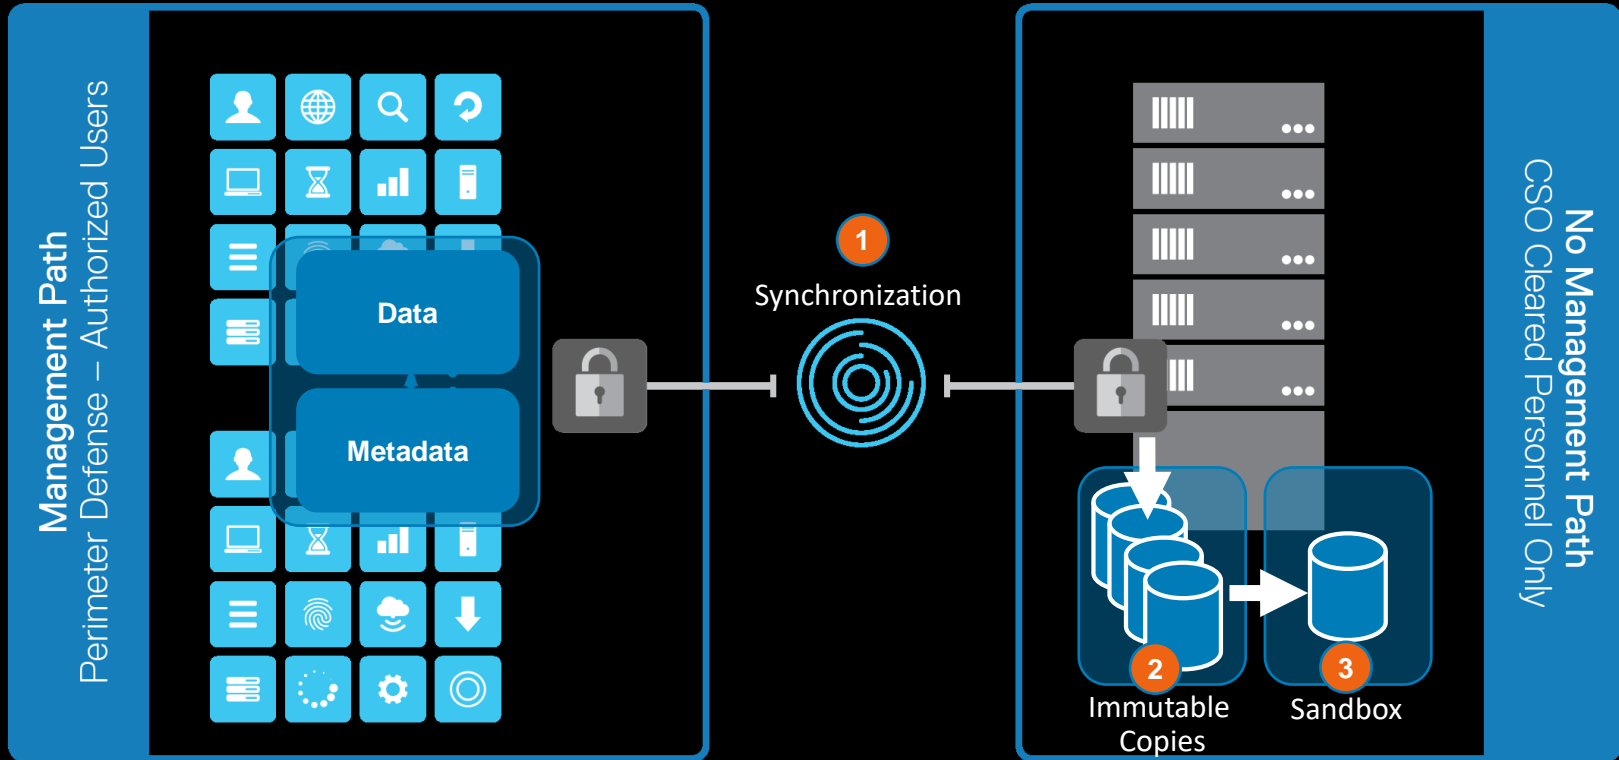 Management Path
Perimeter Defense – Authorized Users
Data
Metadata
1
Synchronization
2
Immutable
Copies
3
Sandbox
No Management Path
CSO Cleared Personnel Only